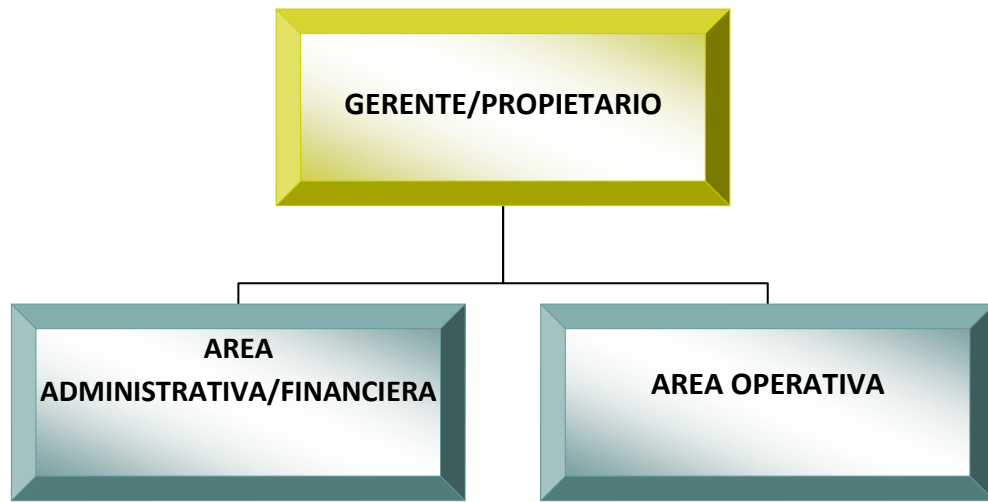 GERENTE/PROPIETARIO
AREA
ADMINISTRATIVA/FINANCIERA
AREA OPERATIVA